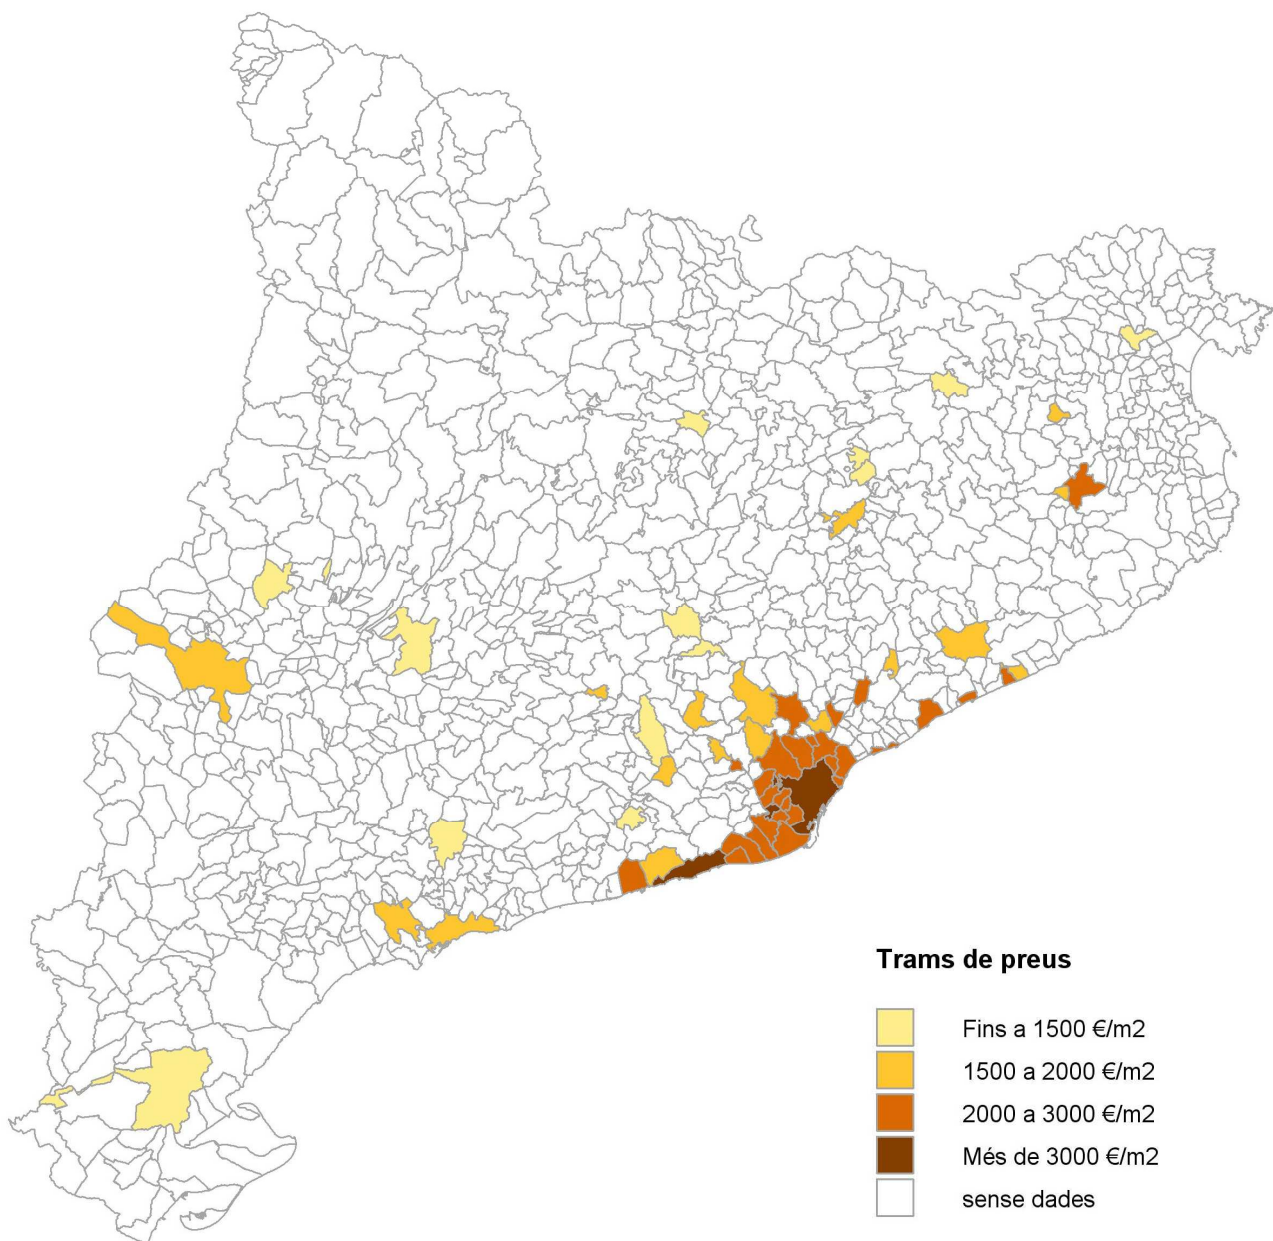 Trams de preus
Fins a 1500 €/m2
1500 a 2000 €/m2
2000 a 3000 €/m2
Més de 3000 €/m2
sense dades